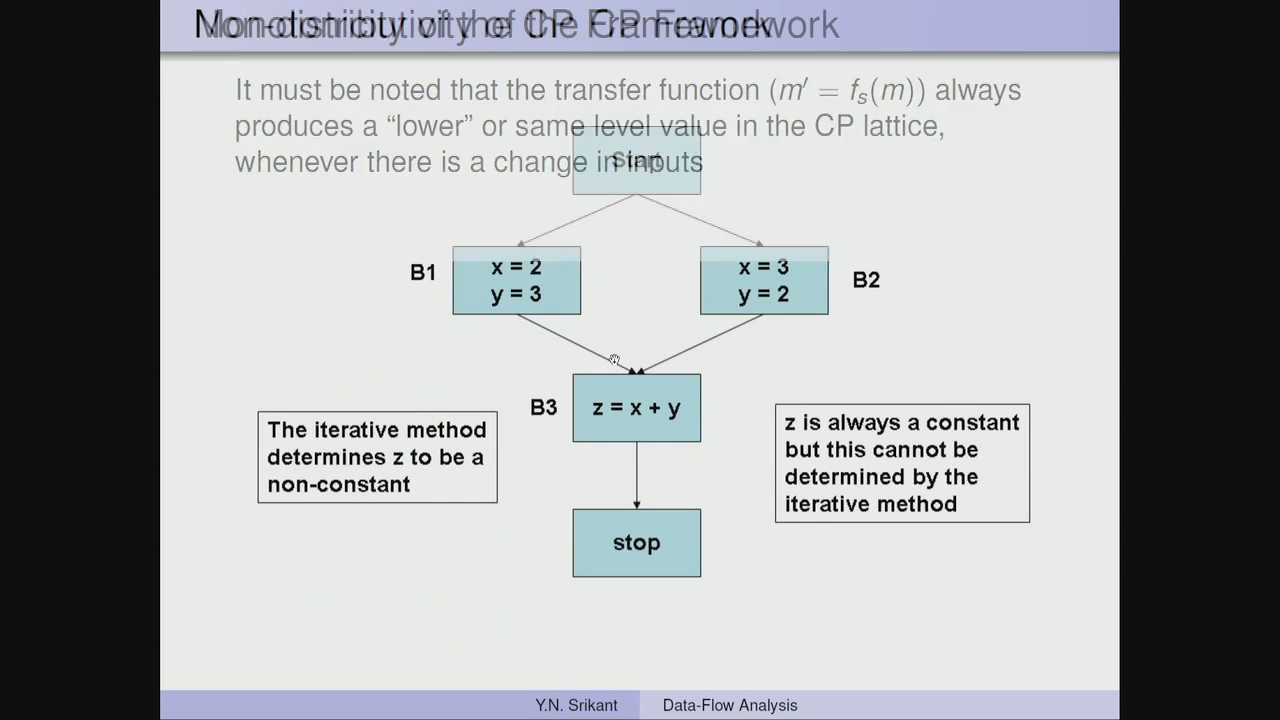 Non-distributivity of the CP Framework
It must be noted that the transfer function (m′ = fs(m)) always
produces a “lower” or same level value in the CP lattice,
whenever there is a change in inputs
Start
B1
x = 2
y = 3
x = 3
y = 2
B2
B3
z = x + y
The iterative method
determines z to be a
non-constant
z is always a constant
but this cannot be
determined by the
iterative method
stop
Y.N. Srikant
Data-Flow Analysis